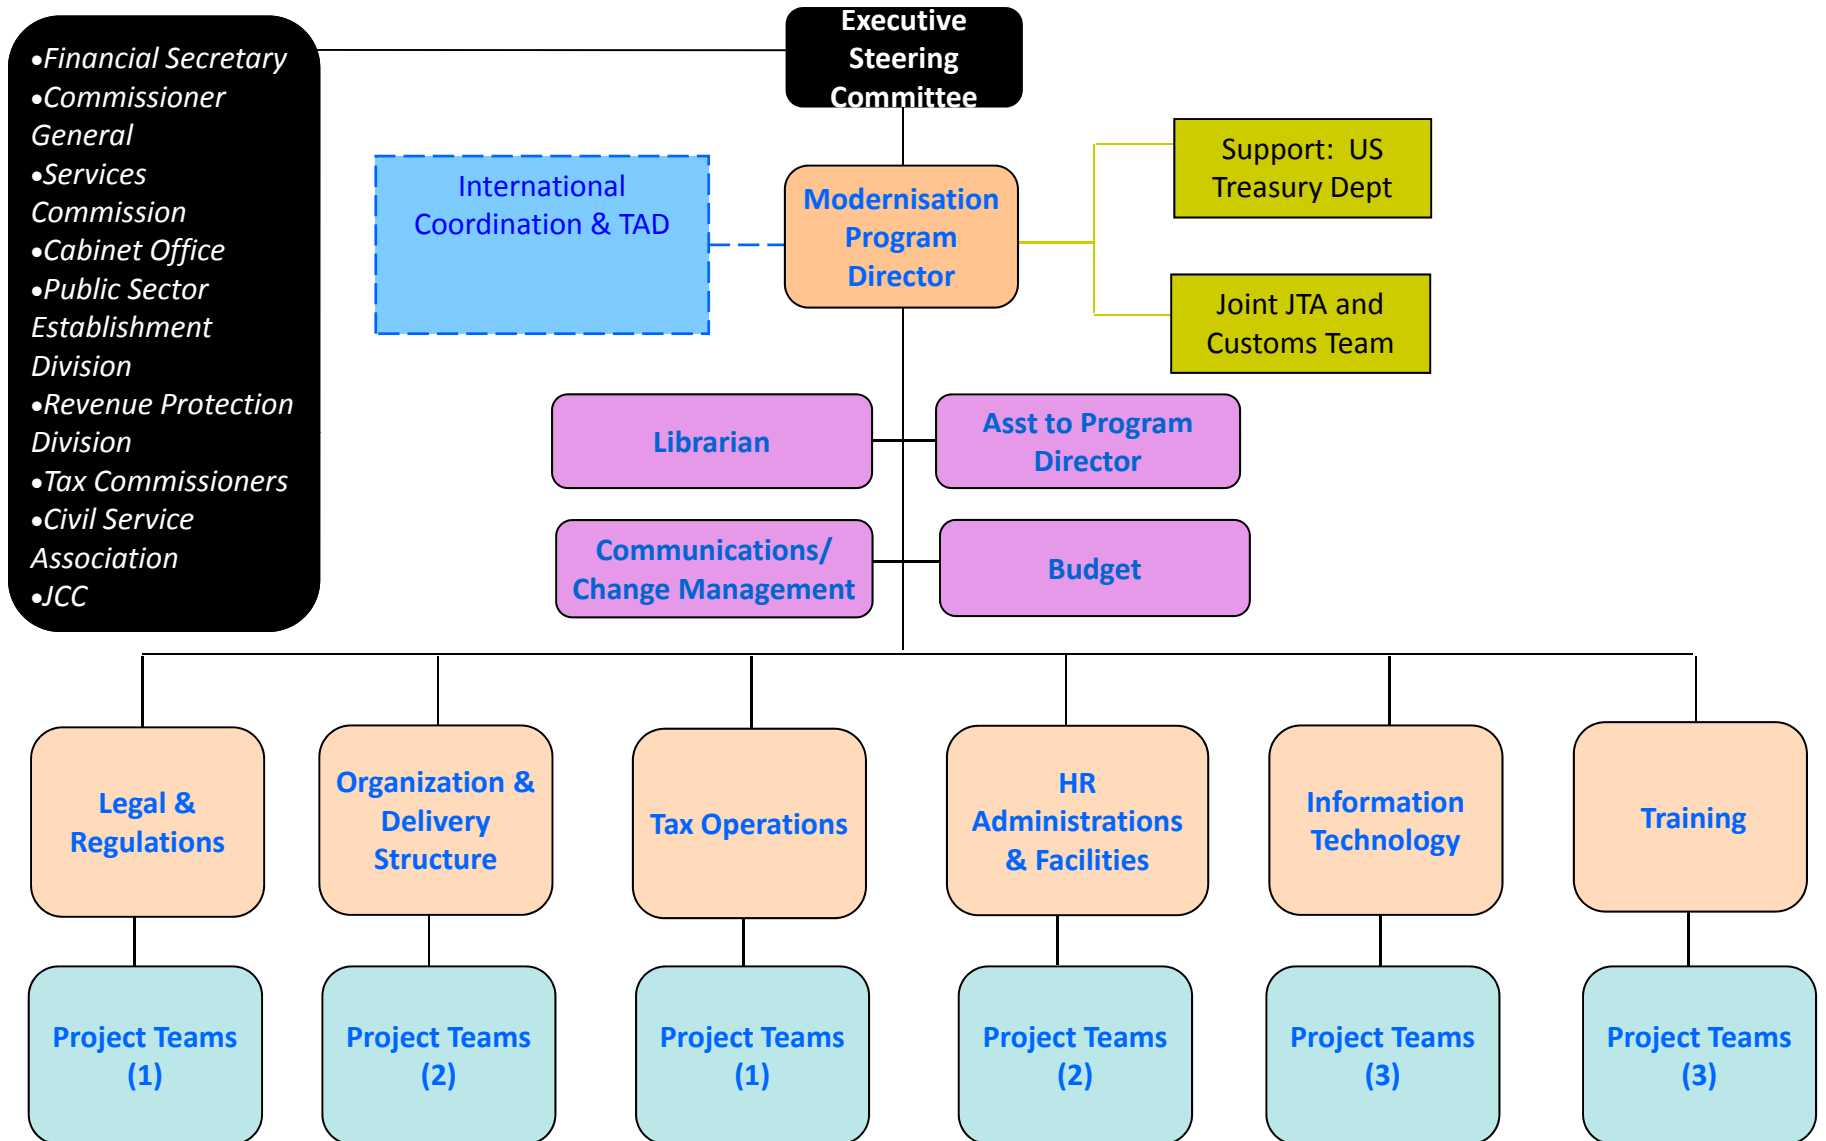 •Financial Secretary
•Commissioner
General
•Services
Commission
•Cabinet Office
•Public Sector
Establishment
Division
•Revenue Protection
Division
•Tax Commissioners
•Civil Service
Association
•JCC
Executive
Steering
Committee
International
Coordination & TAD
Modernisation
Program
Director
Support:  US
Treasury Dept
Joint JTA and
Customs Team
Librarian
Asst to Program
Director
Communications/
Change Management
Budget
Legal &
Regulations
Organization &
Delivery
Structure
Tax Operations
HR
Administrations
& Facilities
Information
Technology
Training
Project Teams
(1)
Project Teams
(2)
Project Teams
(1)
Project Teams
(2)
Project Teams
(3)
Project Teams
(3)